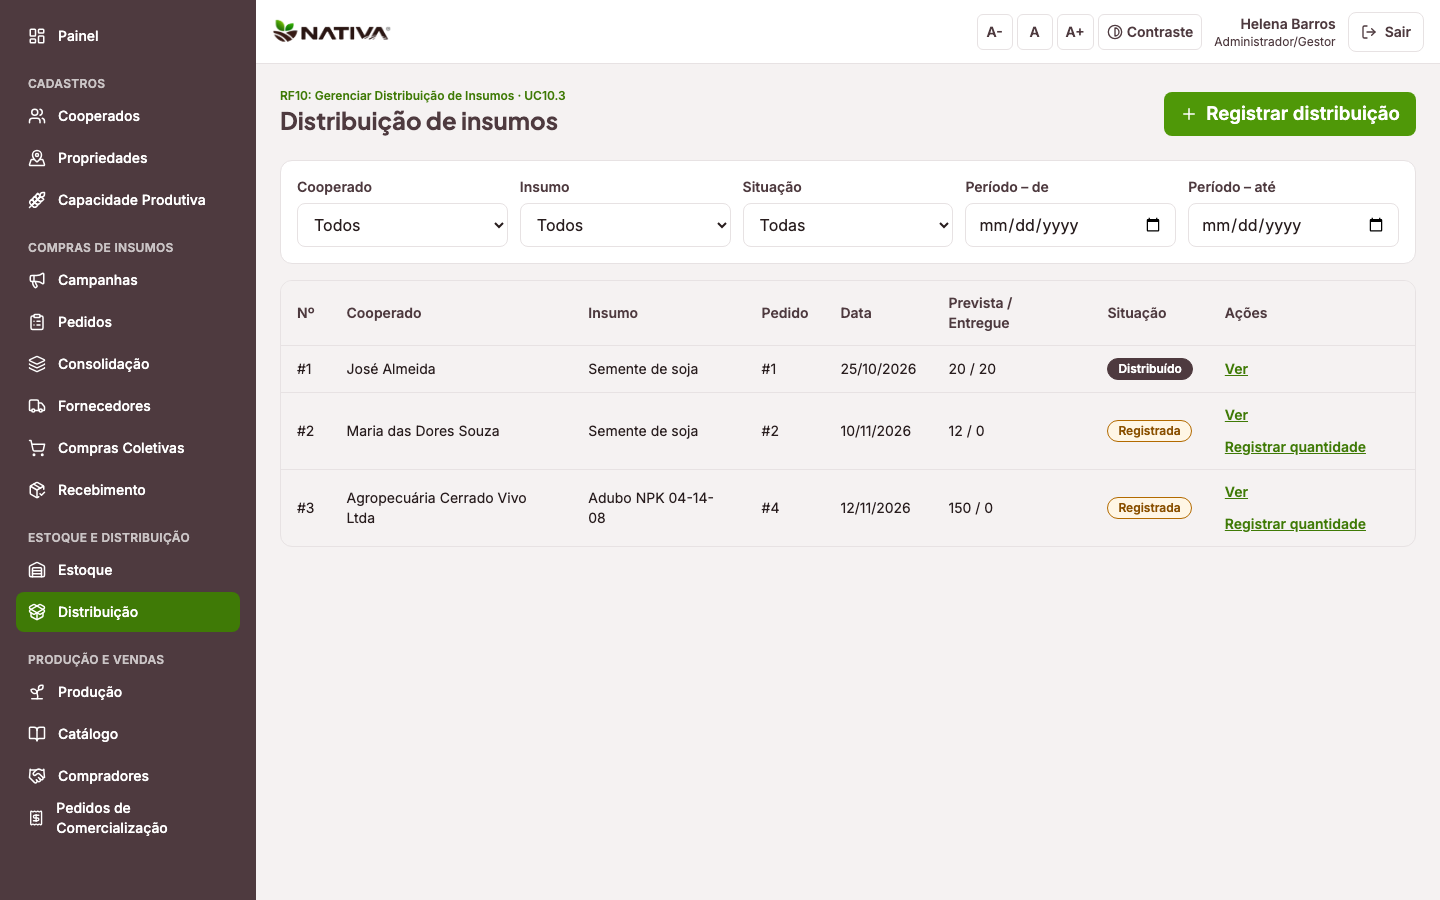 Painel
CADASTROS
Cooperados
Propriedades
Capacidade Produtiva
COMPRAS DE INSUMOS
Campanhas
Pedidos
Consolidação
Fornecedores
Compras Coletivas
Recebimento
ESTOQUE E DISTRIBUIÇÃO
Estoque
Distribuição
PRODUÇÃO E VENDAS
Produção
Catálogo
Compradores
Pedidos de
Comercialização
NATIVA
A- A A+ Contraste
Helena Barros
Administrador/Gestor
Sair
RF10: Gerenciar Distribuição de Insumos · UC10.3
Distribuição de insumos
+ Registrar distribuição
Cooperado Insumo Situação Período – de Período – até
Todos Todos Todas mm/dd/yyyy mm/dd/yyyy
Nº Cooperado Insumo Pedido Data Prevista / Situação Ações
Entregue
#1 José Almeida Semente de soja #1 25/10/2026 20 / 20 Distribuído Ver
#2 Maria das Dores Souza Semente de soja #2 10/11/2026 12 / 0 Registrada Ver
Registrar quantidade
#3 Agropecuária Cerrado Vivo Adubo NPK 04-14- #4 12/11/2026 150 / 0 Registrada Ver
Ltda 08 Registrar quantidade